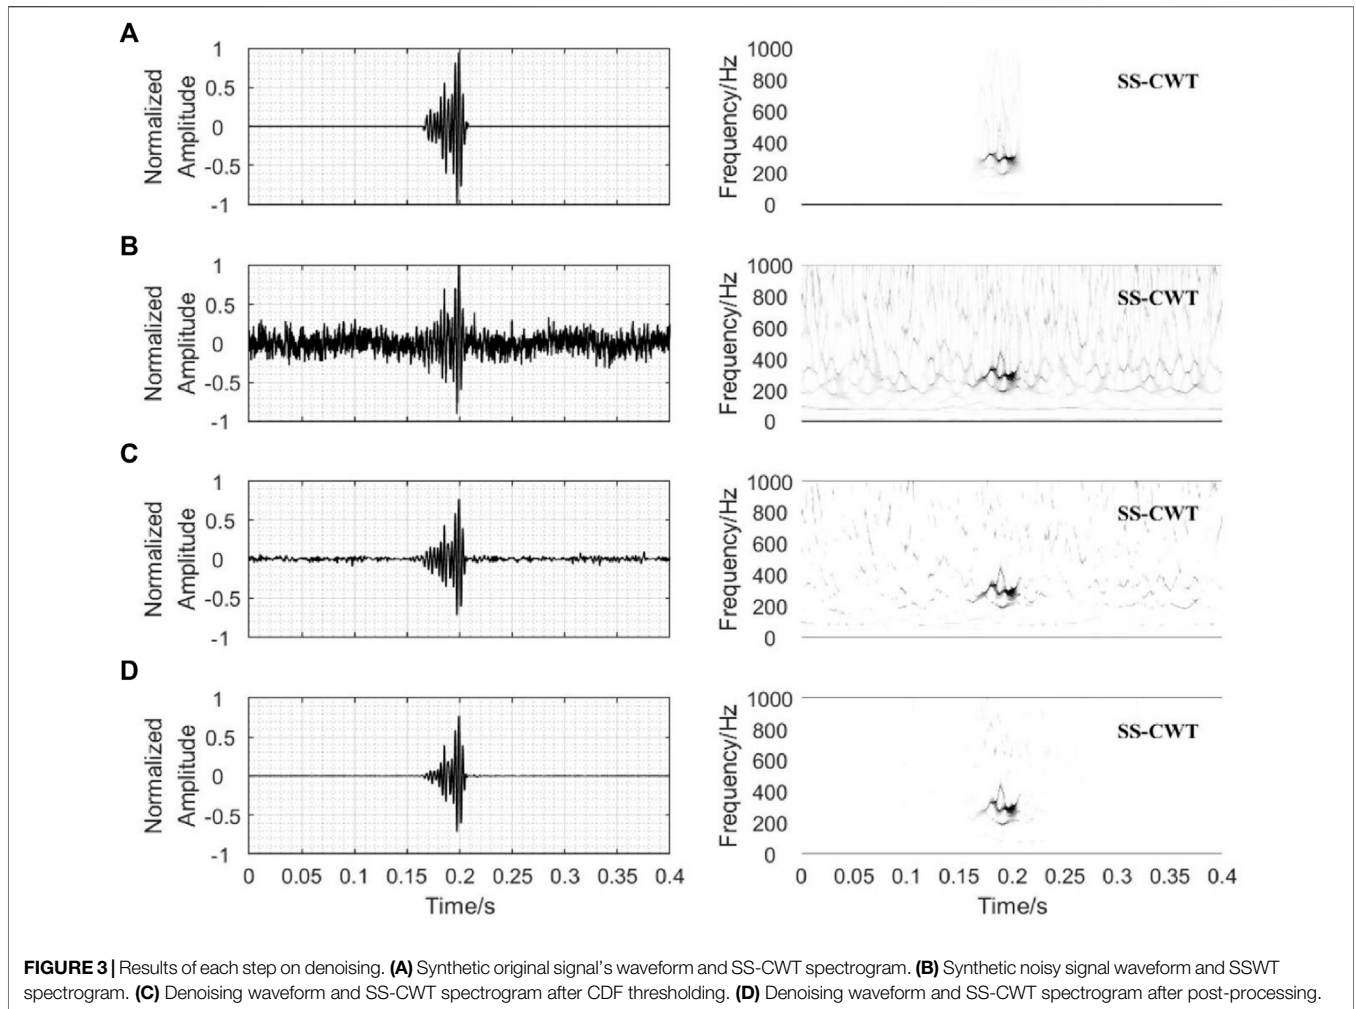 A
Normalized
Amplitude
1
0.5
0
-0.5
-1
Frequency/Hz
1000
800
600
400
200
0
SS-CWT
B
Normalized
Amplitude
1
0.5
0
-0.5
-1
Frequency/Hz
1000
800
600
400
200
0
SS-CWT
C
Normalized
Amplitude
1
0.5
0
-0.5
-1
Frequency/Hz
1000
800
600
400
200
0
SS-CWT
D
Normalized
Amplitude
1
0.5
0
-0.5
-1
0 0.05 0.1 0.15 0.2 0.25 0.3 0.35 0.4
Time/s
Frequency/Hz
1000
800
600
400
200
0
SS-CWT
0 0.05 0.1 0.15 0.2 0.25 0.3 0.35 0.4
Time/s
FIGURE 3 | Results of each step on denoising. (A) Synthetic original signal's waveform and SS-CWT spectrogram. (B) Synthetic noisy signal waveform and SSWT
spectrogram. (C) Denoising waveform and SS-CWT spectrogram after CDF thresholding. (D) Denoising waveform and SS-CWT spectrogram after post-processing.